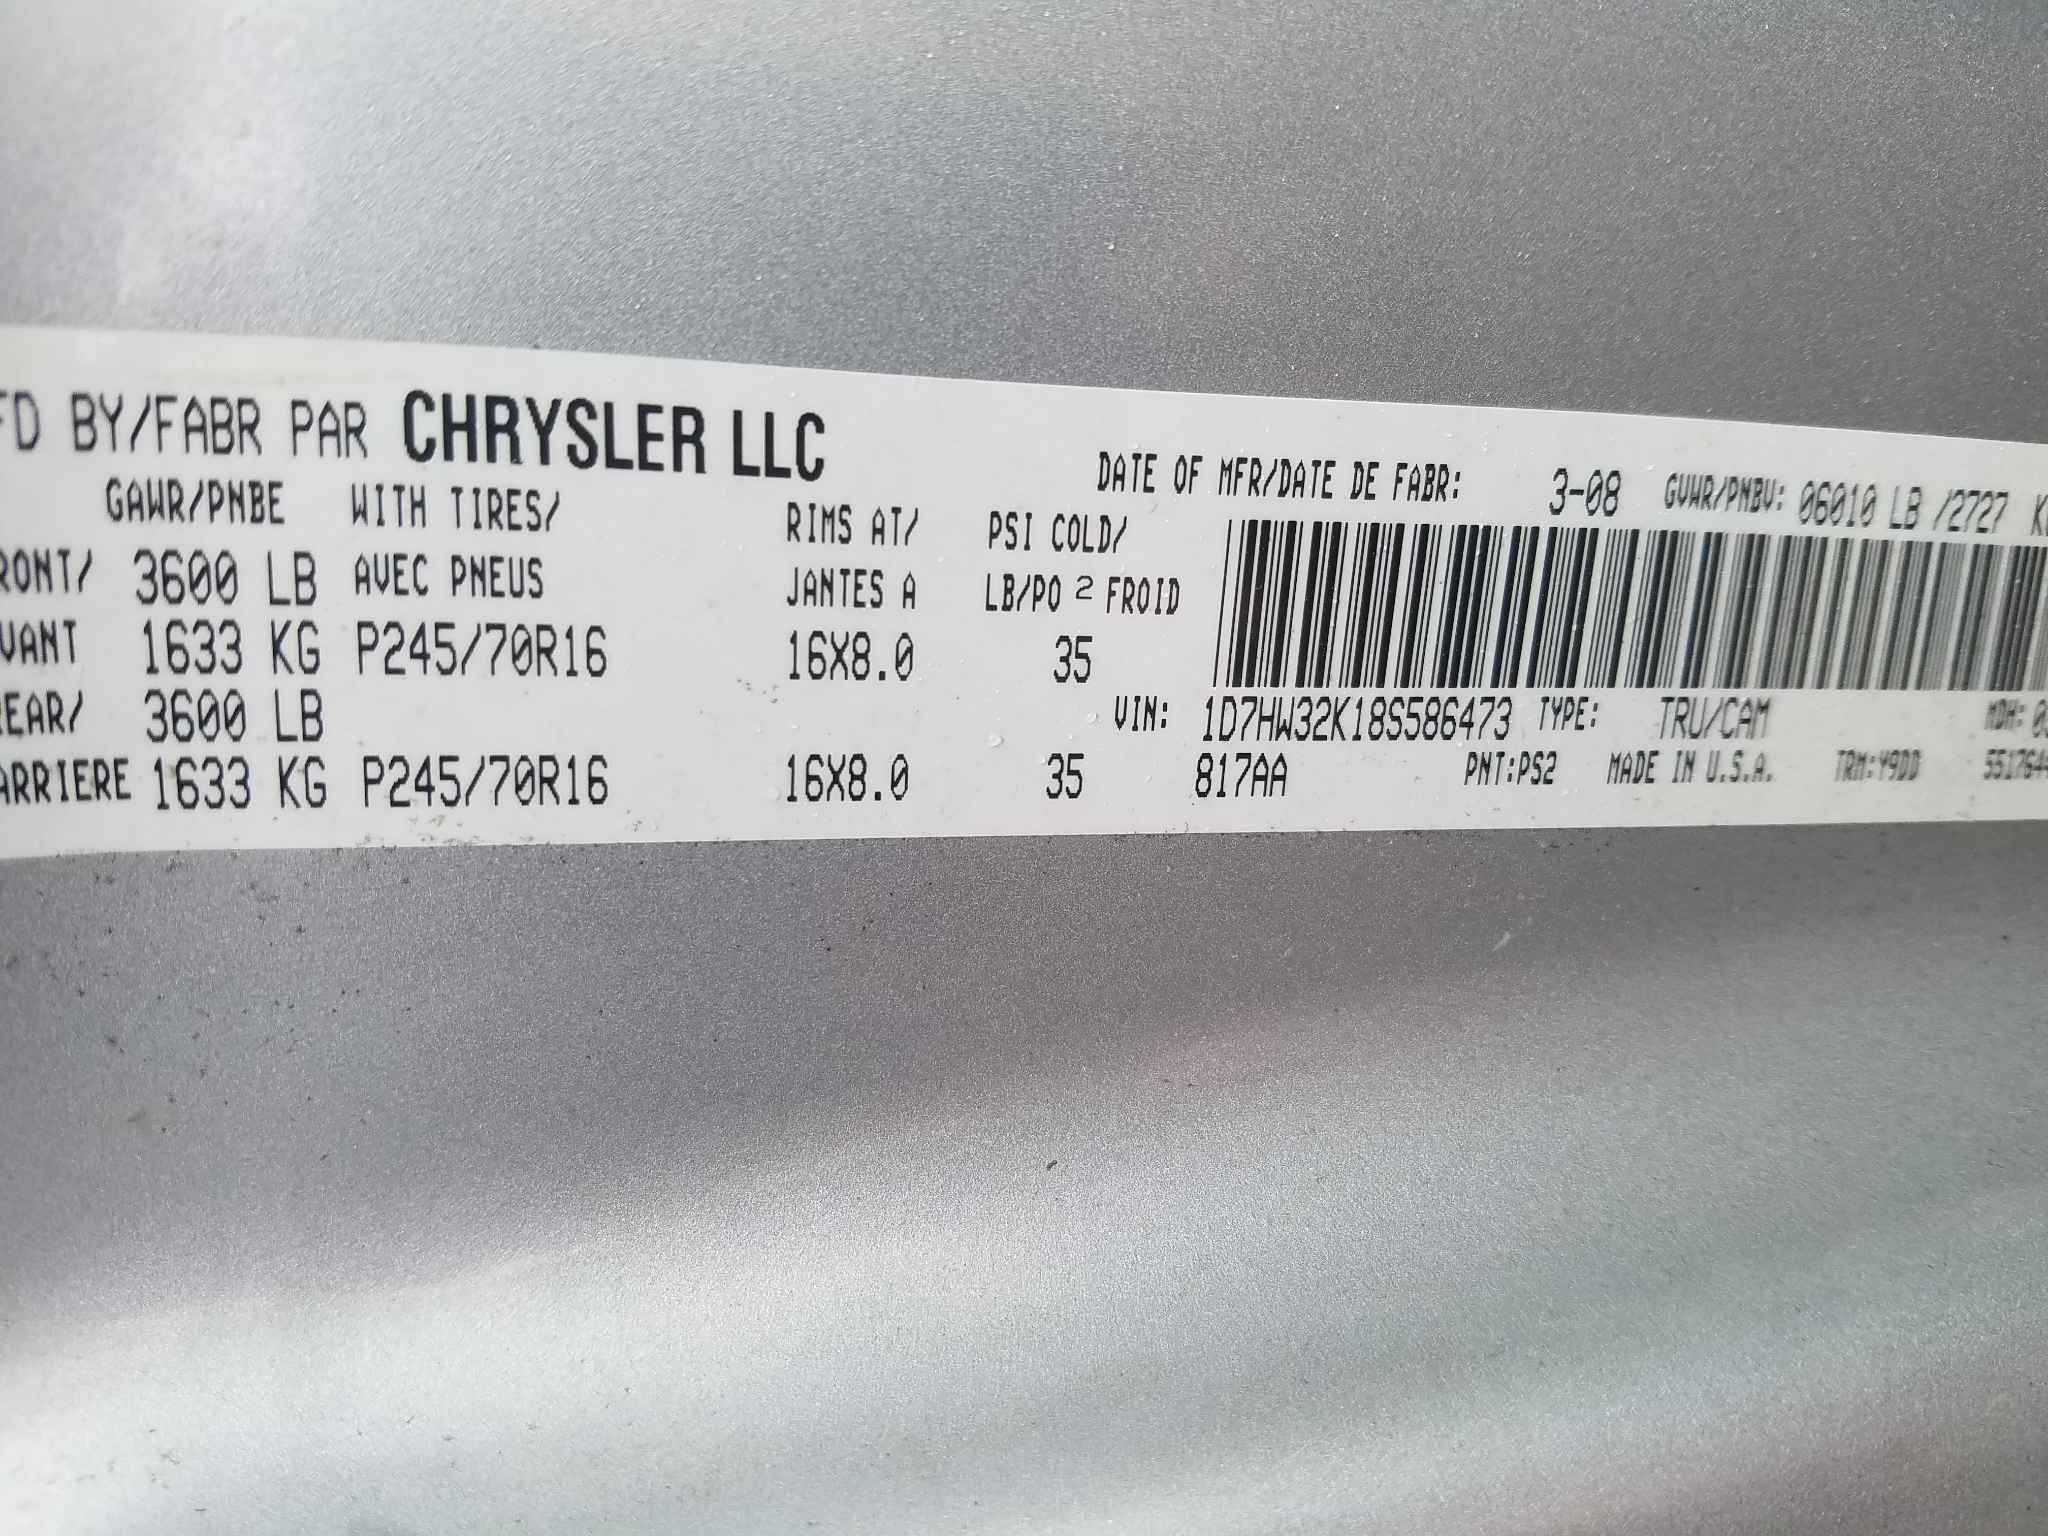 FD BY/FABR PAR CHRYSLER LLC
DATE OF MFR/DATE DE FABR: 3-08 GVWR/PNBV: 06010 LB /2727 K
GAWR/PNBE WITH TIRES/ RIMS AT/ PSI COLD/
RONT/ 3600 LB AVEC PNEUS JANTES A LB/PO 2 FROID
VANT 1633 KG P245/70R16 16X8.0 35
EAR/ 3600 LB VIN: 1D7HW32K18S586473 TYPE: TRU/CAM MDH: 0
ARRIERE 1633 KG P245/70R16 16X8.0 35 817AA PNT:PS2 MADE IN U.S.A. TRM:Y9DD 551764